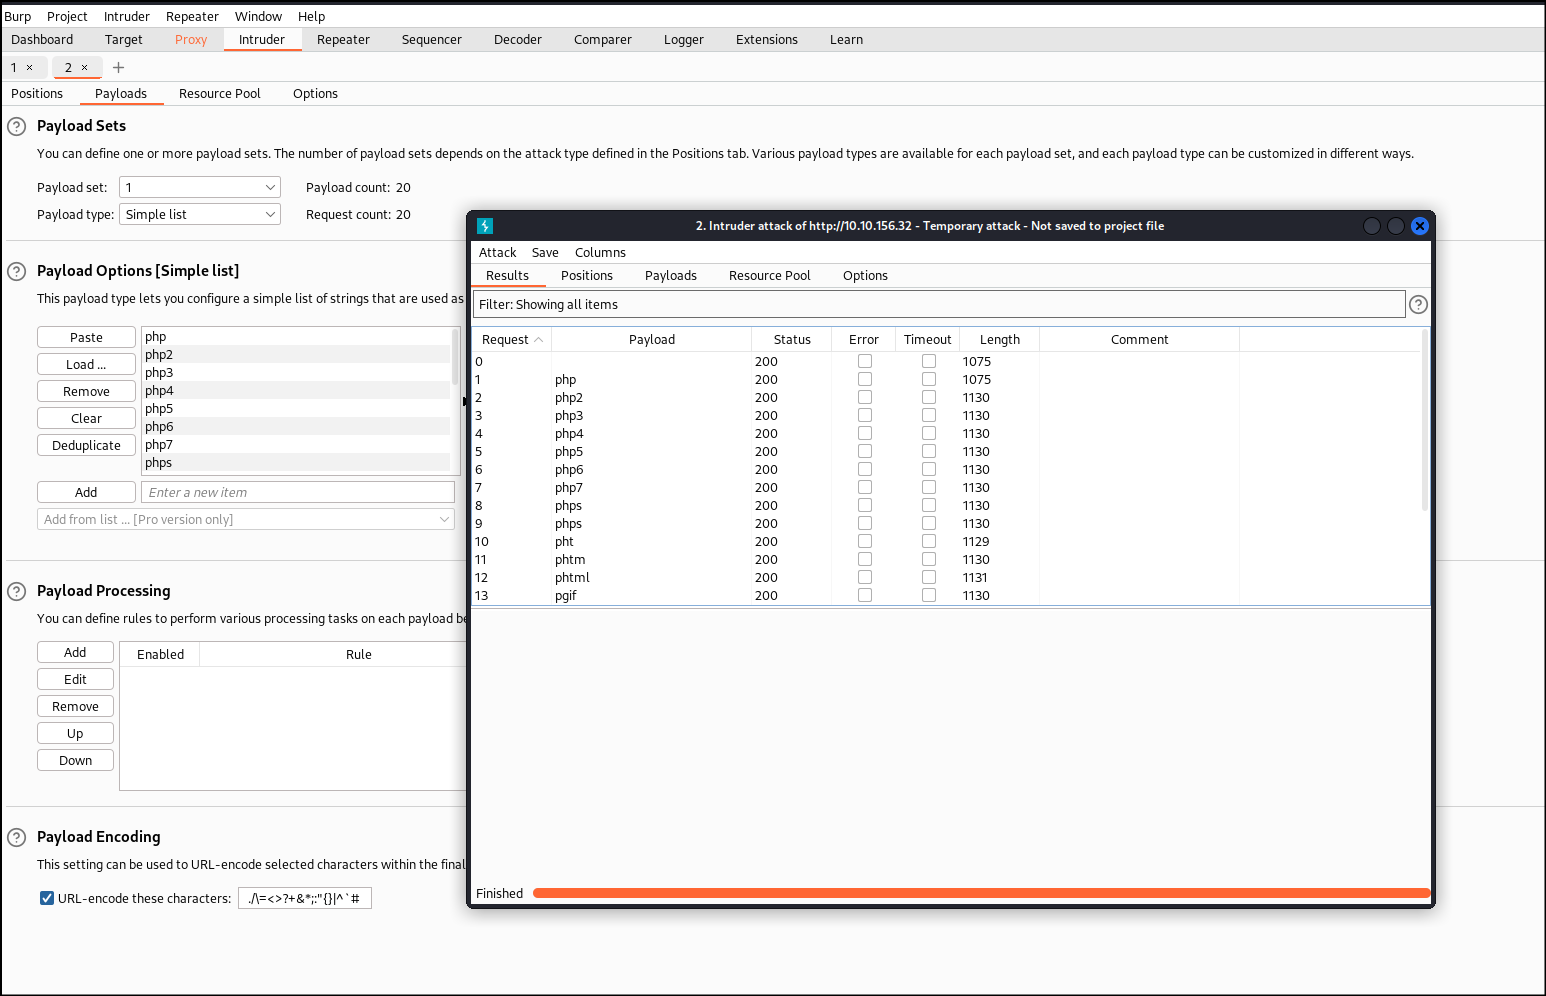 Burp Project Intruder Repeater Window Help
Dashboard Target Proxy Intruder Repeater Sequencer Decoder Comparer Logger Extensions Learn
1 × 2 × +
Positions Payloads Resource Pool Options
? Payload Sets
You can define one or more payload sets. The number of payload sets depends on the attack type defined in the Positions tab. Various payload types are available for each payload set, and each payload type can be customized in different ways.
Payload set: 1 Payload count: 20
Payload type: Simple list Request count: 20
? Payload Options [Simple list]
This payload type lets you configure a simple list of strings that are used as
Paste
Load ...
Remove
Clear
Deduplicate
php
php2
php3
php4
php5
php6
php7
phps
Add Enter a new item
Add from list ... [Pro version only]
? Payload Processing
You can define rules to perform various processing tasks on each payload be
Add
Edit
Remove
Up
Down
Enabled Rule
? Payload Encoding
This setting can be used to URL-encode selected characters within the final
URL-encode these characters: ./\=<>?+&*;:"{}|^`#
2. Intruder attack of http://10.10.156.32 - Temporary attack - Not saved to project file
Attack Save Columns
Results Positions Payloads Resource Pool Options
Filter: Showing all items ?
Request Payload Status Error Timeout Length Comment
0 200 1075
1 php 200 1075
2 php2 200 1130
3 php3 200 1130
4 php4 200 1130
5 php5 200 1130
6 php6 200 1130
7 php7 200 1130
8 phps 200 1130
9 phps 200 1130
10 pht 200 1129
11 phtm 200 1130
12 phtml 200 1131
13 pgif 200 1130
Finished